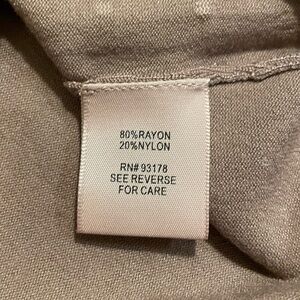 80%RAYON
20%NYLON
RN# 93178
SEE REVERSE
FOR CARE